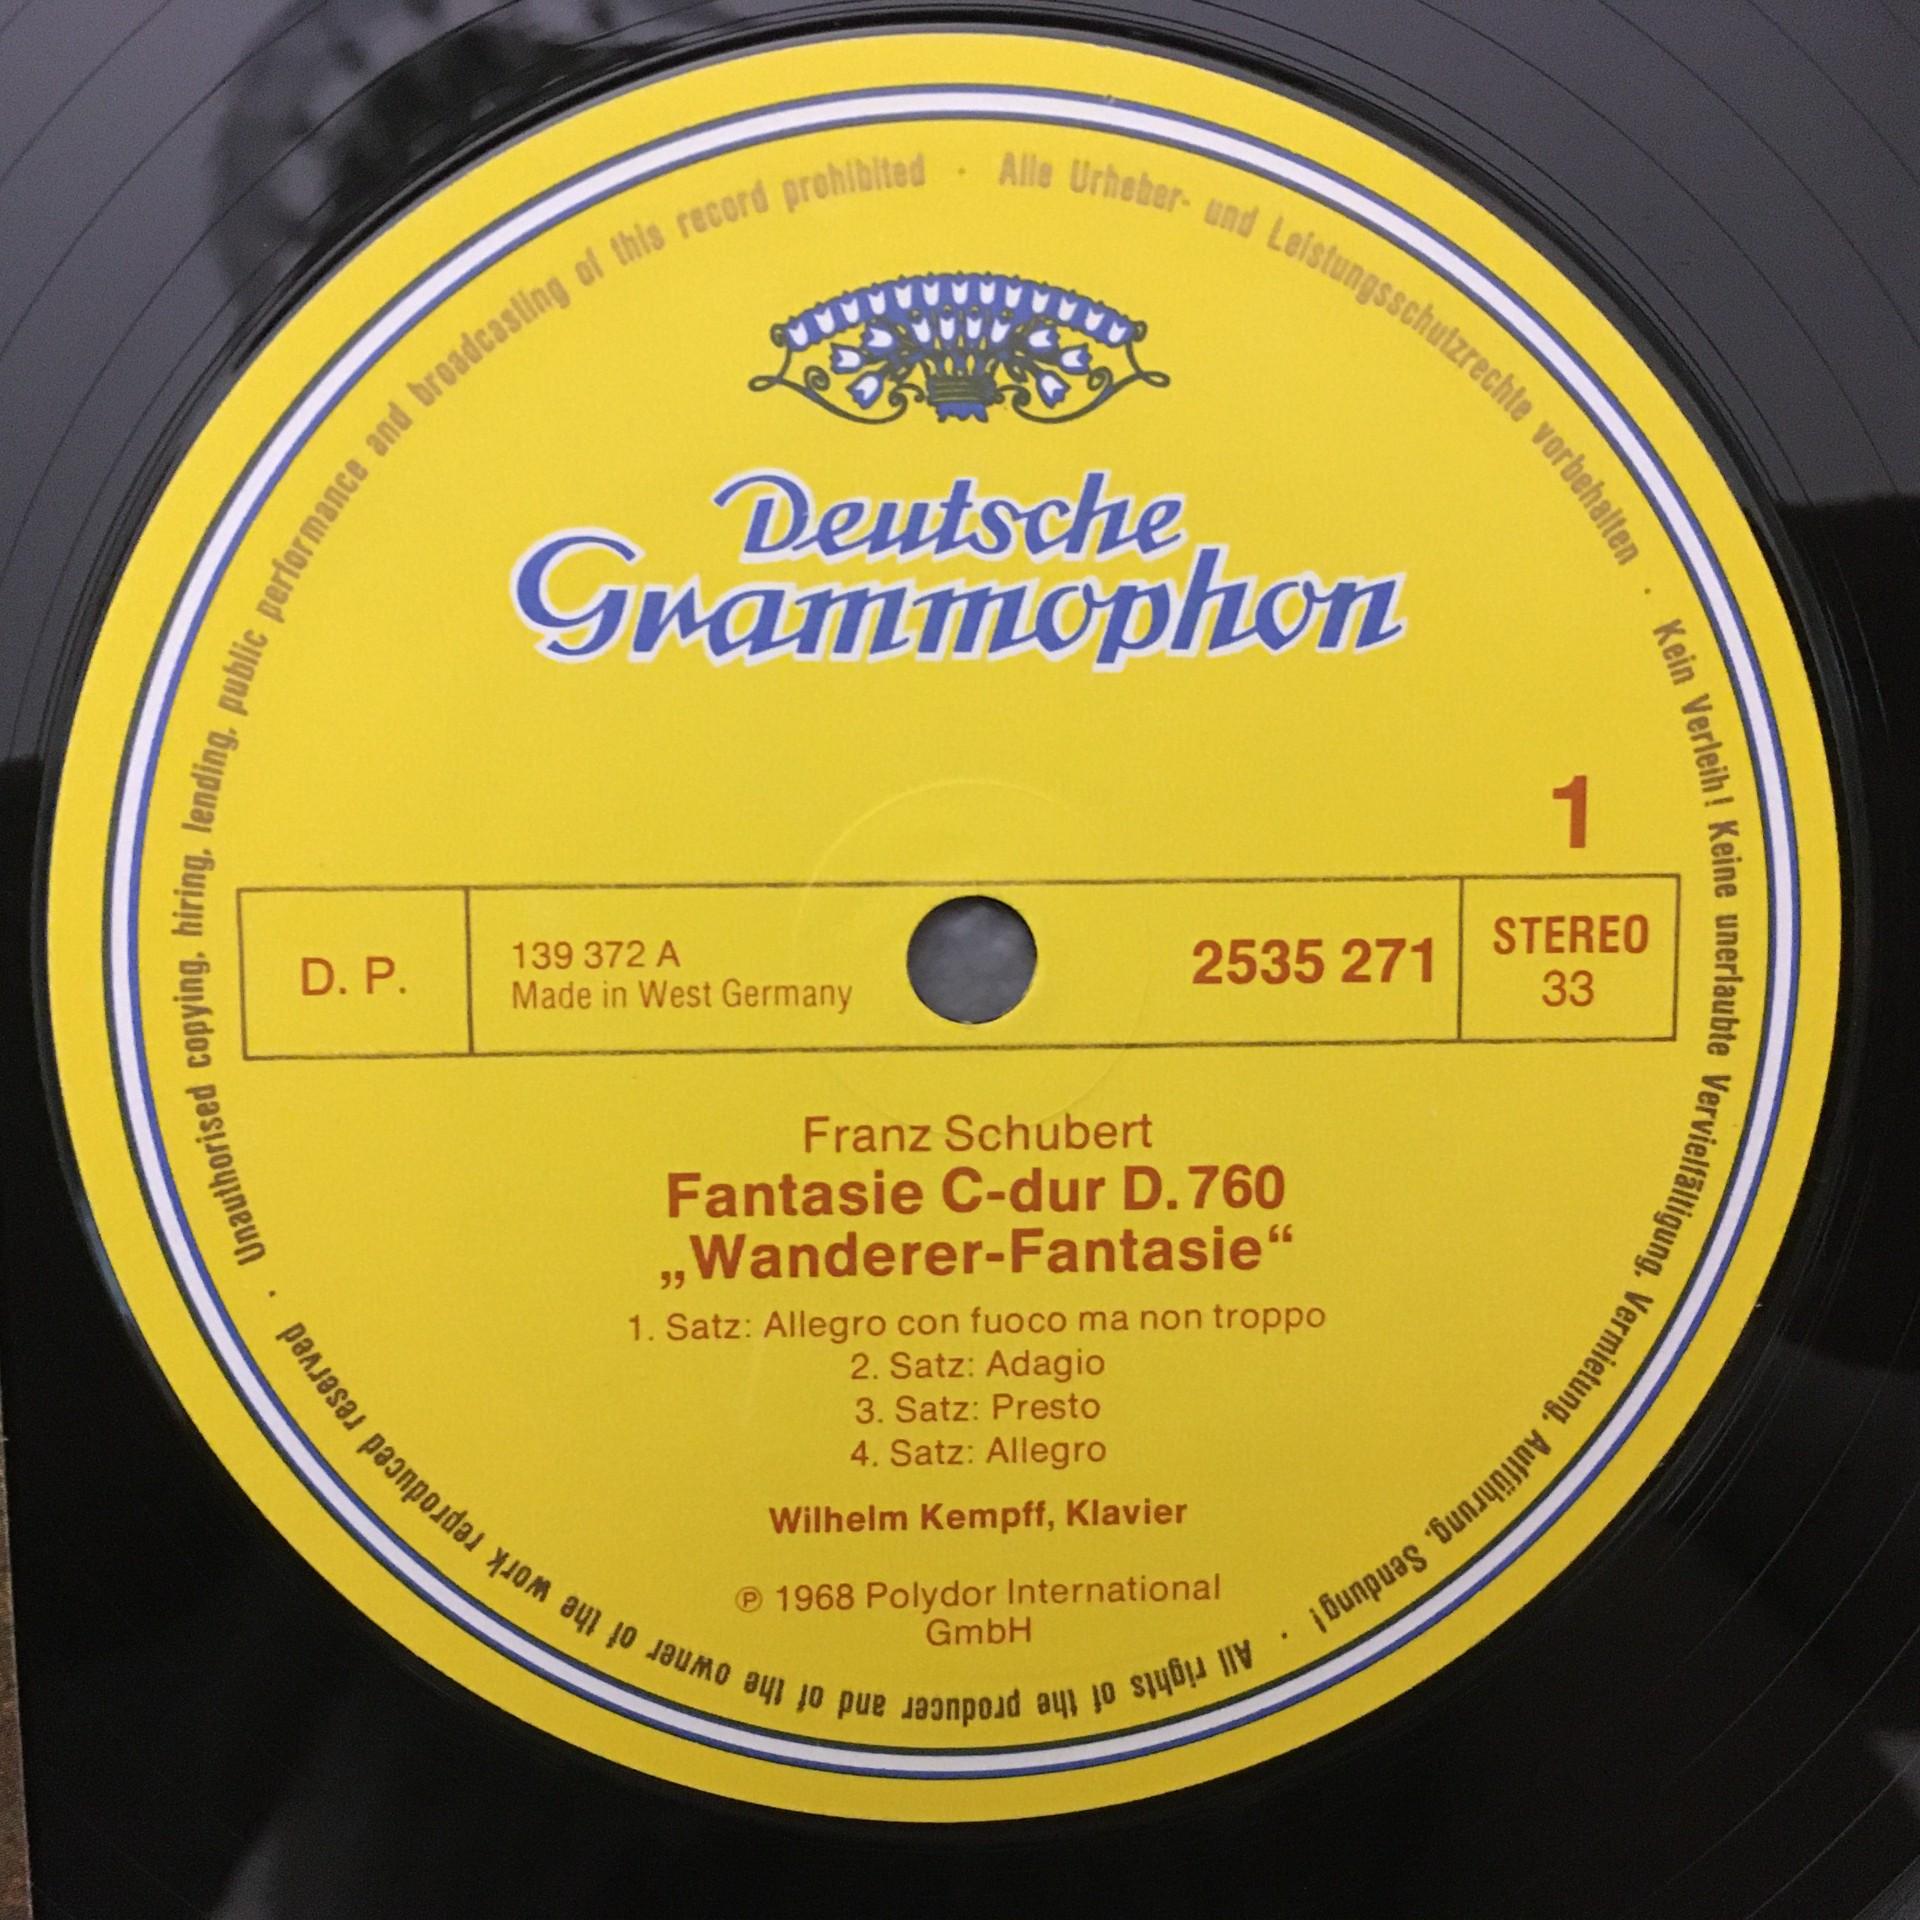 Deutsche
Grammophon
1
D. P.
139 372 A
Made in West Germany
2535 271
STEREO
33
Franz Schubert
Fantasie C-dur D. 760
„Wanderer-Fantasie“
1. Satz: Allegro con fuoco ma non troppo
2. Satz: Adagio
3. Satz: Presto
4. Satz: Allegro
Wilhelm Kempff, Klavier
℗ 1968 Polydor International
GmbH
Alle Urheber- und Leistungsschutzrechte vorbehalten · Kein Verleih! Keine unerlaubte Vervielfältigung, Vermietung, Aufführung, Sendung! · All rights of the producer and of the owner of the work reproduced reserved · Unauthorised copying, hiring, lending, public performance and broadcasting of this record prohibited ·